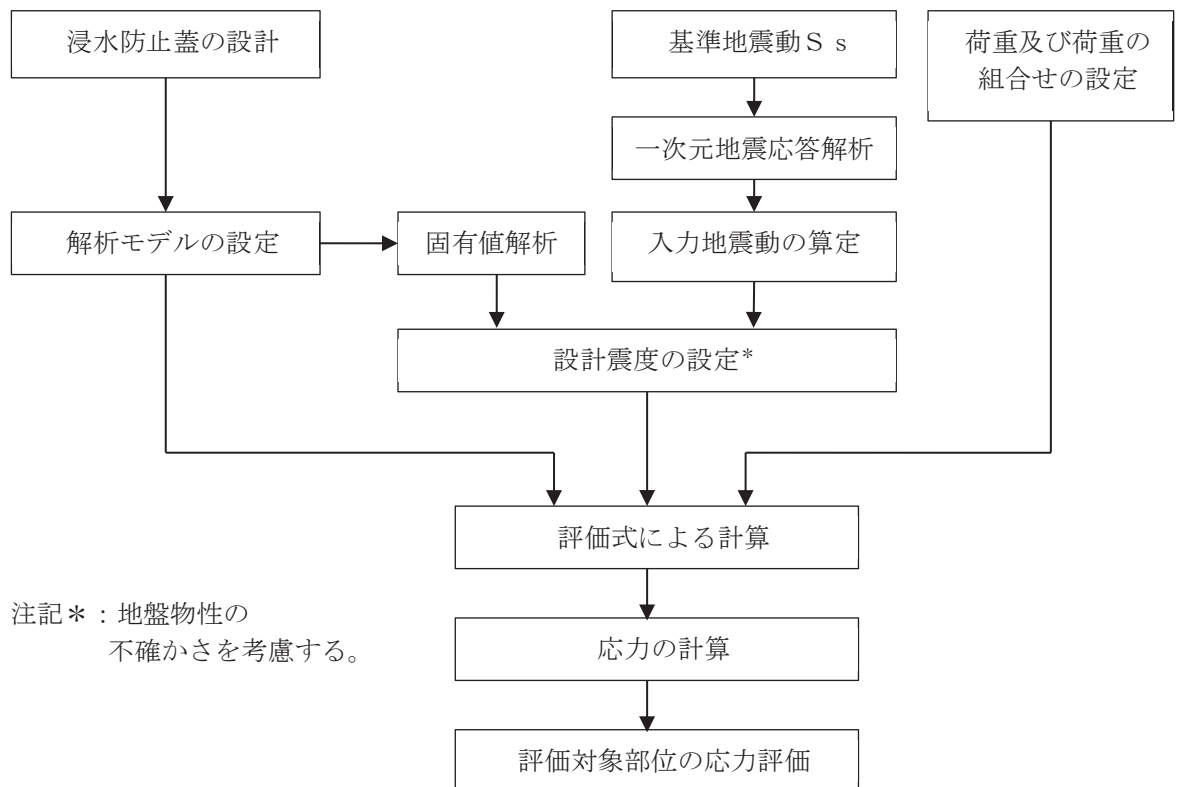 浸水防止蓋の設計
基準地震動Ｓｓ
荷重及び荷重の
組合せの設定
一次元地震応答解析
解析モデルの設定
固有値解析
入力地震動の算定
設計震度の設定*
評価式による計算
注記＊：地盤物性の
不確かさを考慮する。
応力の計算
評価対象部位の応力評価